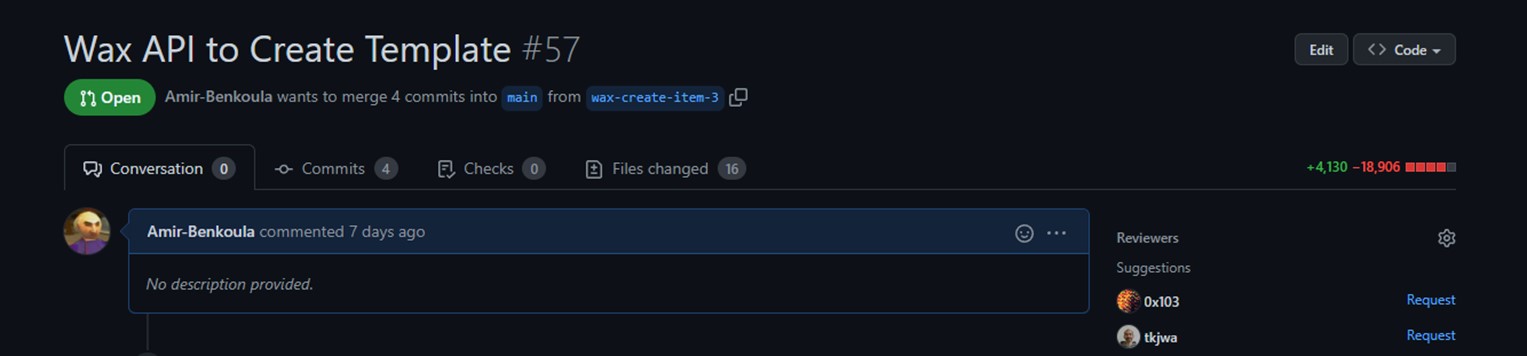 Wax API to Create Template #57
Edit
Code
Open
Amir-Benkoula wants to merge 4 commits into main from wax-create-item-3
Conversation 0
Commits 4
Checks 0
Files changed 16
+4,130 −18,906
Amir-Benkoula commented 7 days ago
No description provided.
Reviewers
Suggestions
0x103
Request
tkjwa
Request